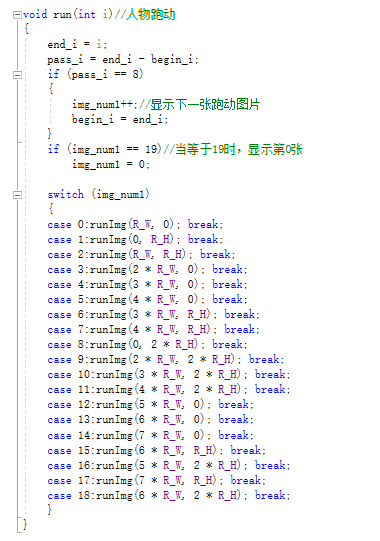 void run(int i)//人物跑动
{
end_i = i;
pass_i = end_i - begin_i;
if (pass_i == 8)
{
img_num1++;//显示下一张跑动图片
begin_i = end_i;
}
if (img_num1 == 19)//当等于19时，显示第0张
img_num1 = 0;
switch (img_num1)
{
case 0:runImg(R_W, 0); break;
case 1:runImg(0, R_H); break;
case 2:runImg(R_W, R_H); break;
case 3:runImg(2 * R_W, 0); break;
case 4:runImg(3 * R_W, 0); break;
case 5:runImg(4 * R_W, 0); break;
case 6:runImg(3 * R_W, R_H); break;
case 7:runImg(4 * R_W, R_H); break;
case 8:runImg(0, 2 * R_H); break;
case 9:runImg(2 * R_W, 2 * R_H); break;
case 10:runImg(3 * R_W, 2 * R_H); break;
case 11:runImg(4 * R_W, 2 * R_H); break;
case 12:runImg(5 * R_W, 0); break;
case 13:runImg(6 * R_W, 0); break;
case 14:runImg(7 * R_W, 0); break;
case 15:runImg(6 * R_W, R_H); break;
case 16:runImg(5 * R_W, 2 * R_H); break;
case 17:runImg(7 * R_W, R_H); break;
case 18:runImg(6 * R_W, 2 * R_H); break;
}
}